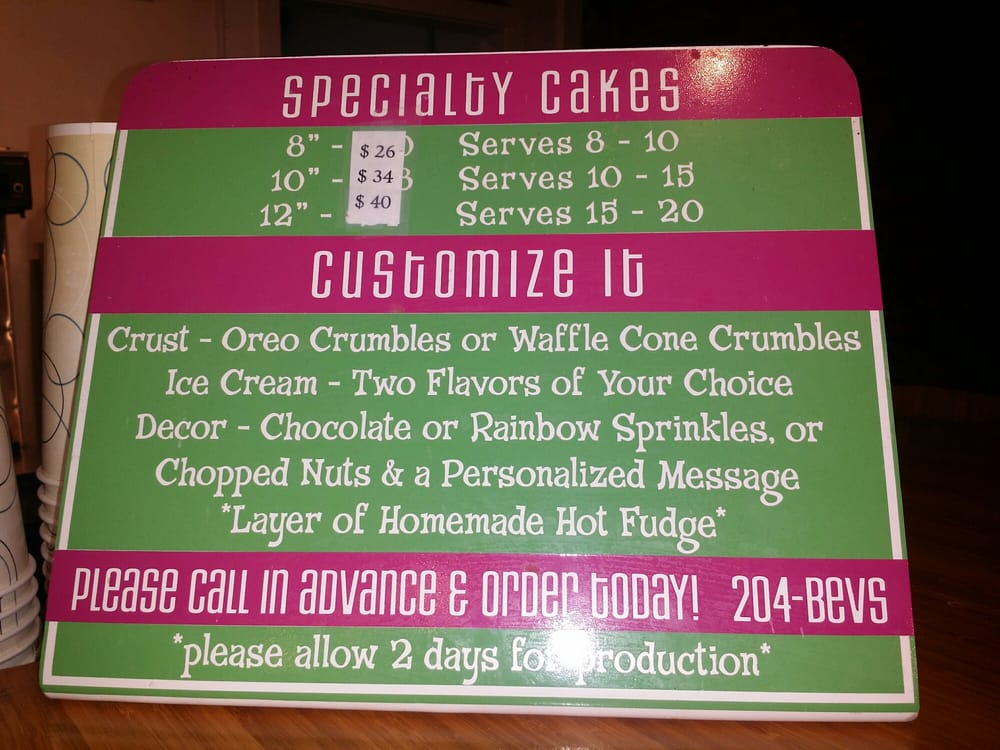 SPECIALTY CAKES
8" - $26 Serves 8 - 10
10" - $34 Serves 10 - 15
12" - $40 Serves 15 - 20
CUSTOMIZE IT
Crust - Oreo Crumbles or Waffle Cone Crumbles
Ice Cream - Two Flavors of Your Choice
Decor - Chocolate or Rainbow Sprinkles, or
Chopped Nuts & a Personalized Message
*Layer of Homemade Hot Fudge*
PLEASE CALL IN ADVANCE & ORDER TODAY! 204-BEVS
*please allow 2 days for production*